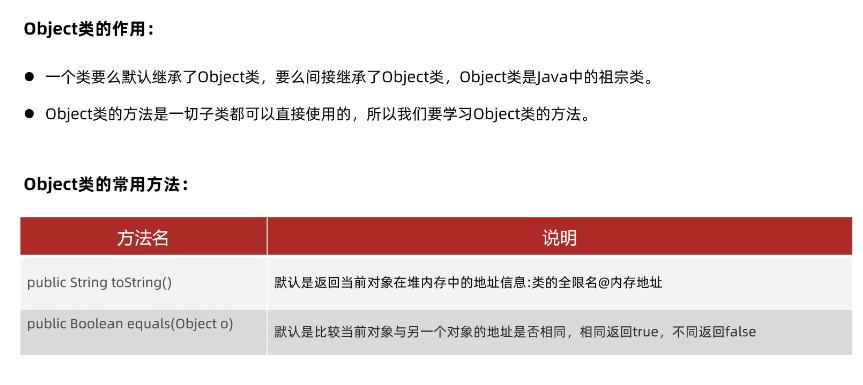 Object类的作用：
● 一个类要么默认继承了Object类，要么间接继承了Object类，Object类是Java中的祖宗类。
● Object类的方法是一切子类都可以直接使用的，所以我们要学习Object类的方法。
Object类的常用方法：
方法名 说明
public String toString() 默认是返回当前对象在堆内存中的地址信息:类的全限名@内存地址
public Boolean equals(Object o) 默认是比较当前对象与另一个对象的地址是否相同，相同返回true，不同返回false